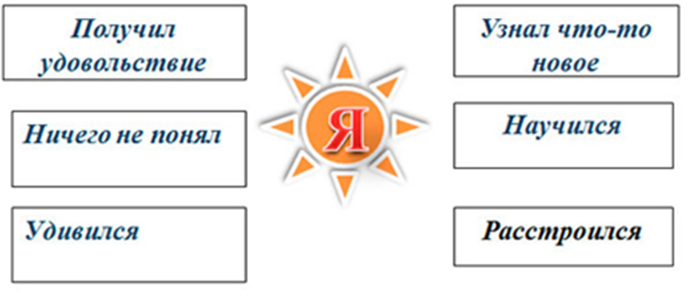 Получил
удовольствие
Ничего не понял
Удивился
Я
Узнал что-то
новое
Научился
Расстроился